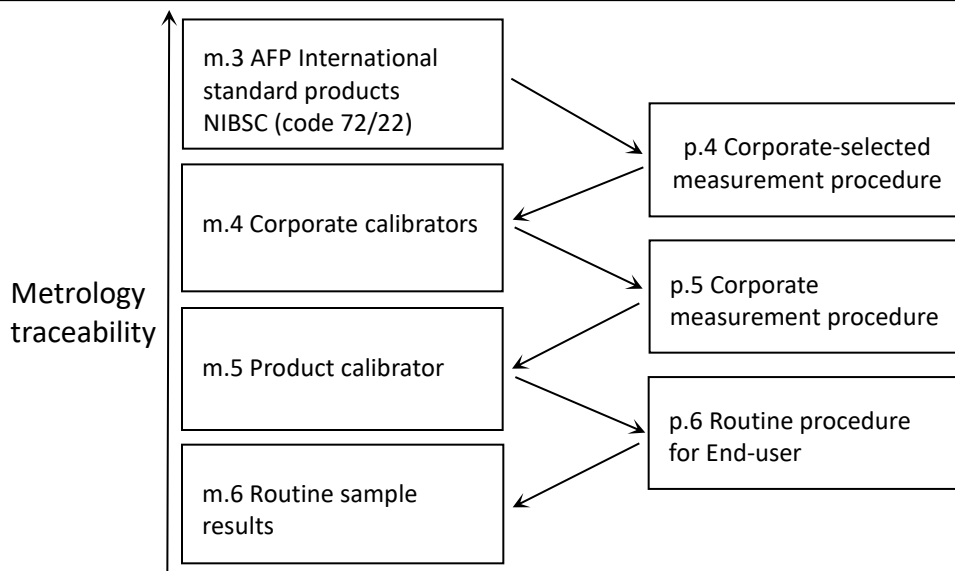 m.3 AFP International
standard products
NIBSC (code 72/22)
p.4 Corporate-selected
measurement procedure
m.4 Corporate calibrators
p.5 Corporate
measurement procedure
Metrology
traceability
m.5 Product calibrator
p.6 Routine procedure
for End-user
m.6 Routine sample
results